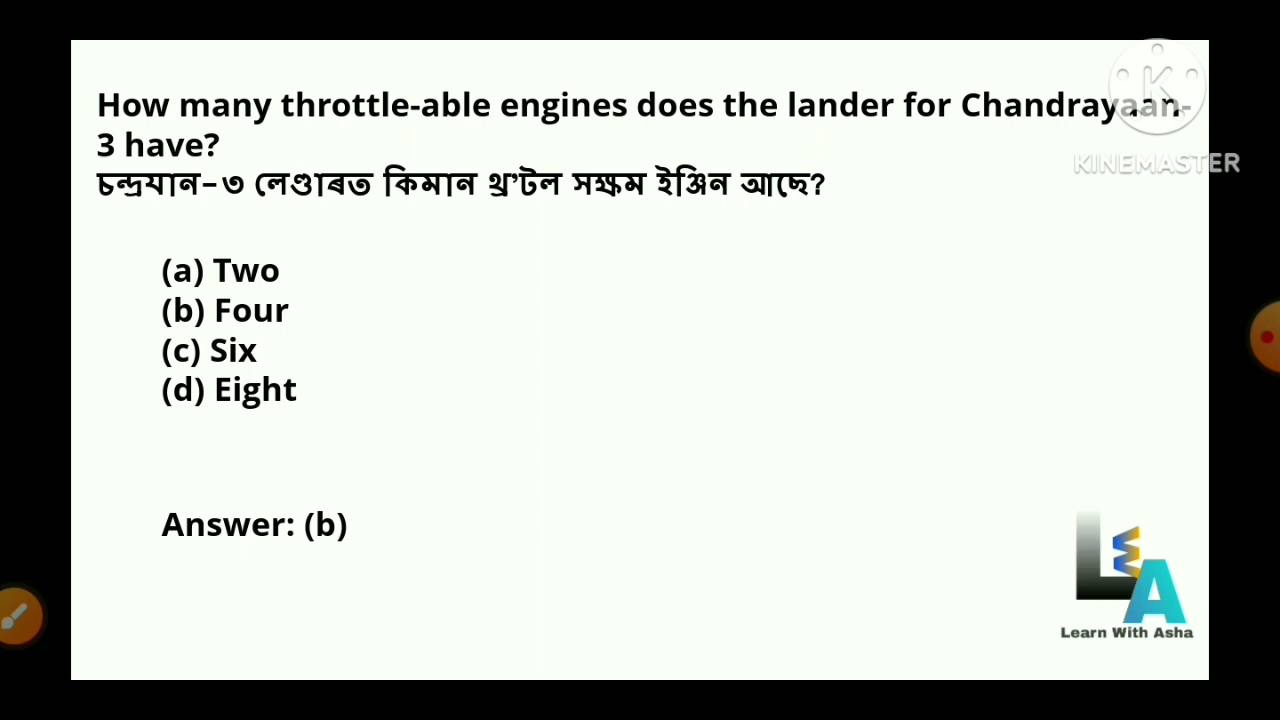 How many throttle-able engines does the lander for Chandrayaan-
3 have?
চন্দ্ৰযান–৩ লেণ্ডাৰত কিমান থ্ৰ’টল সক্ষম ইঞ্জিন আছে?
(a) Two
(b) Four
(c) Six
(d) Eight
Answer: (b)
K
KINEMASTER
LWA
Learn With Asha